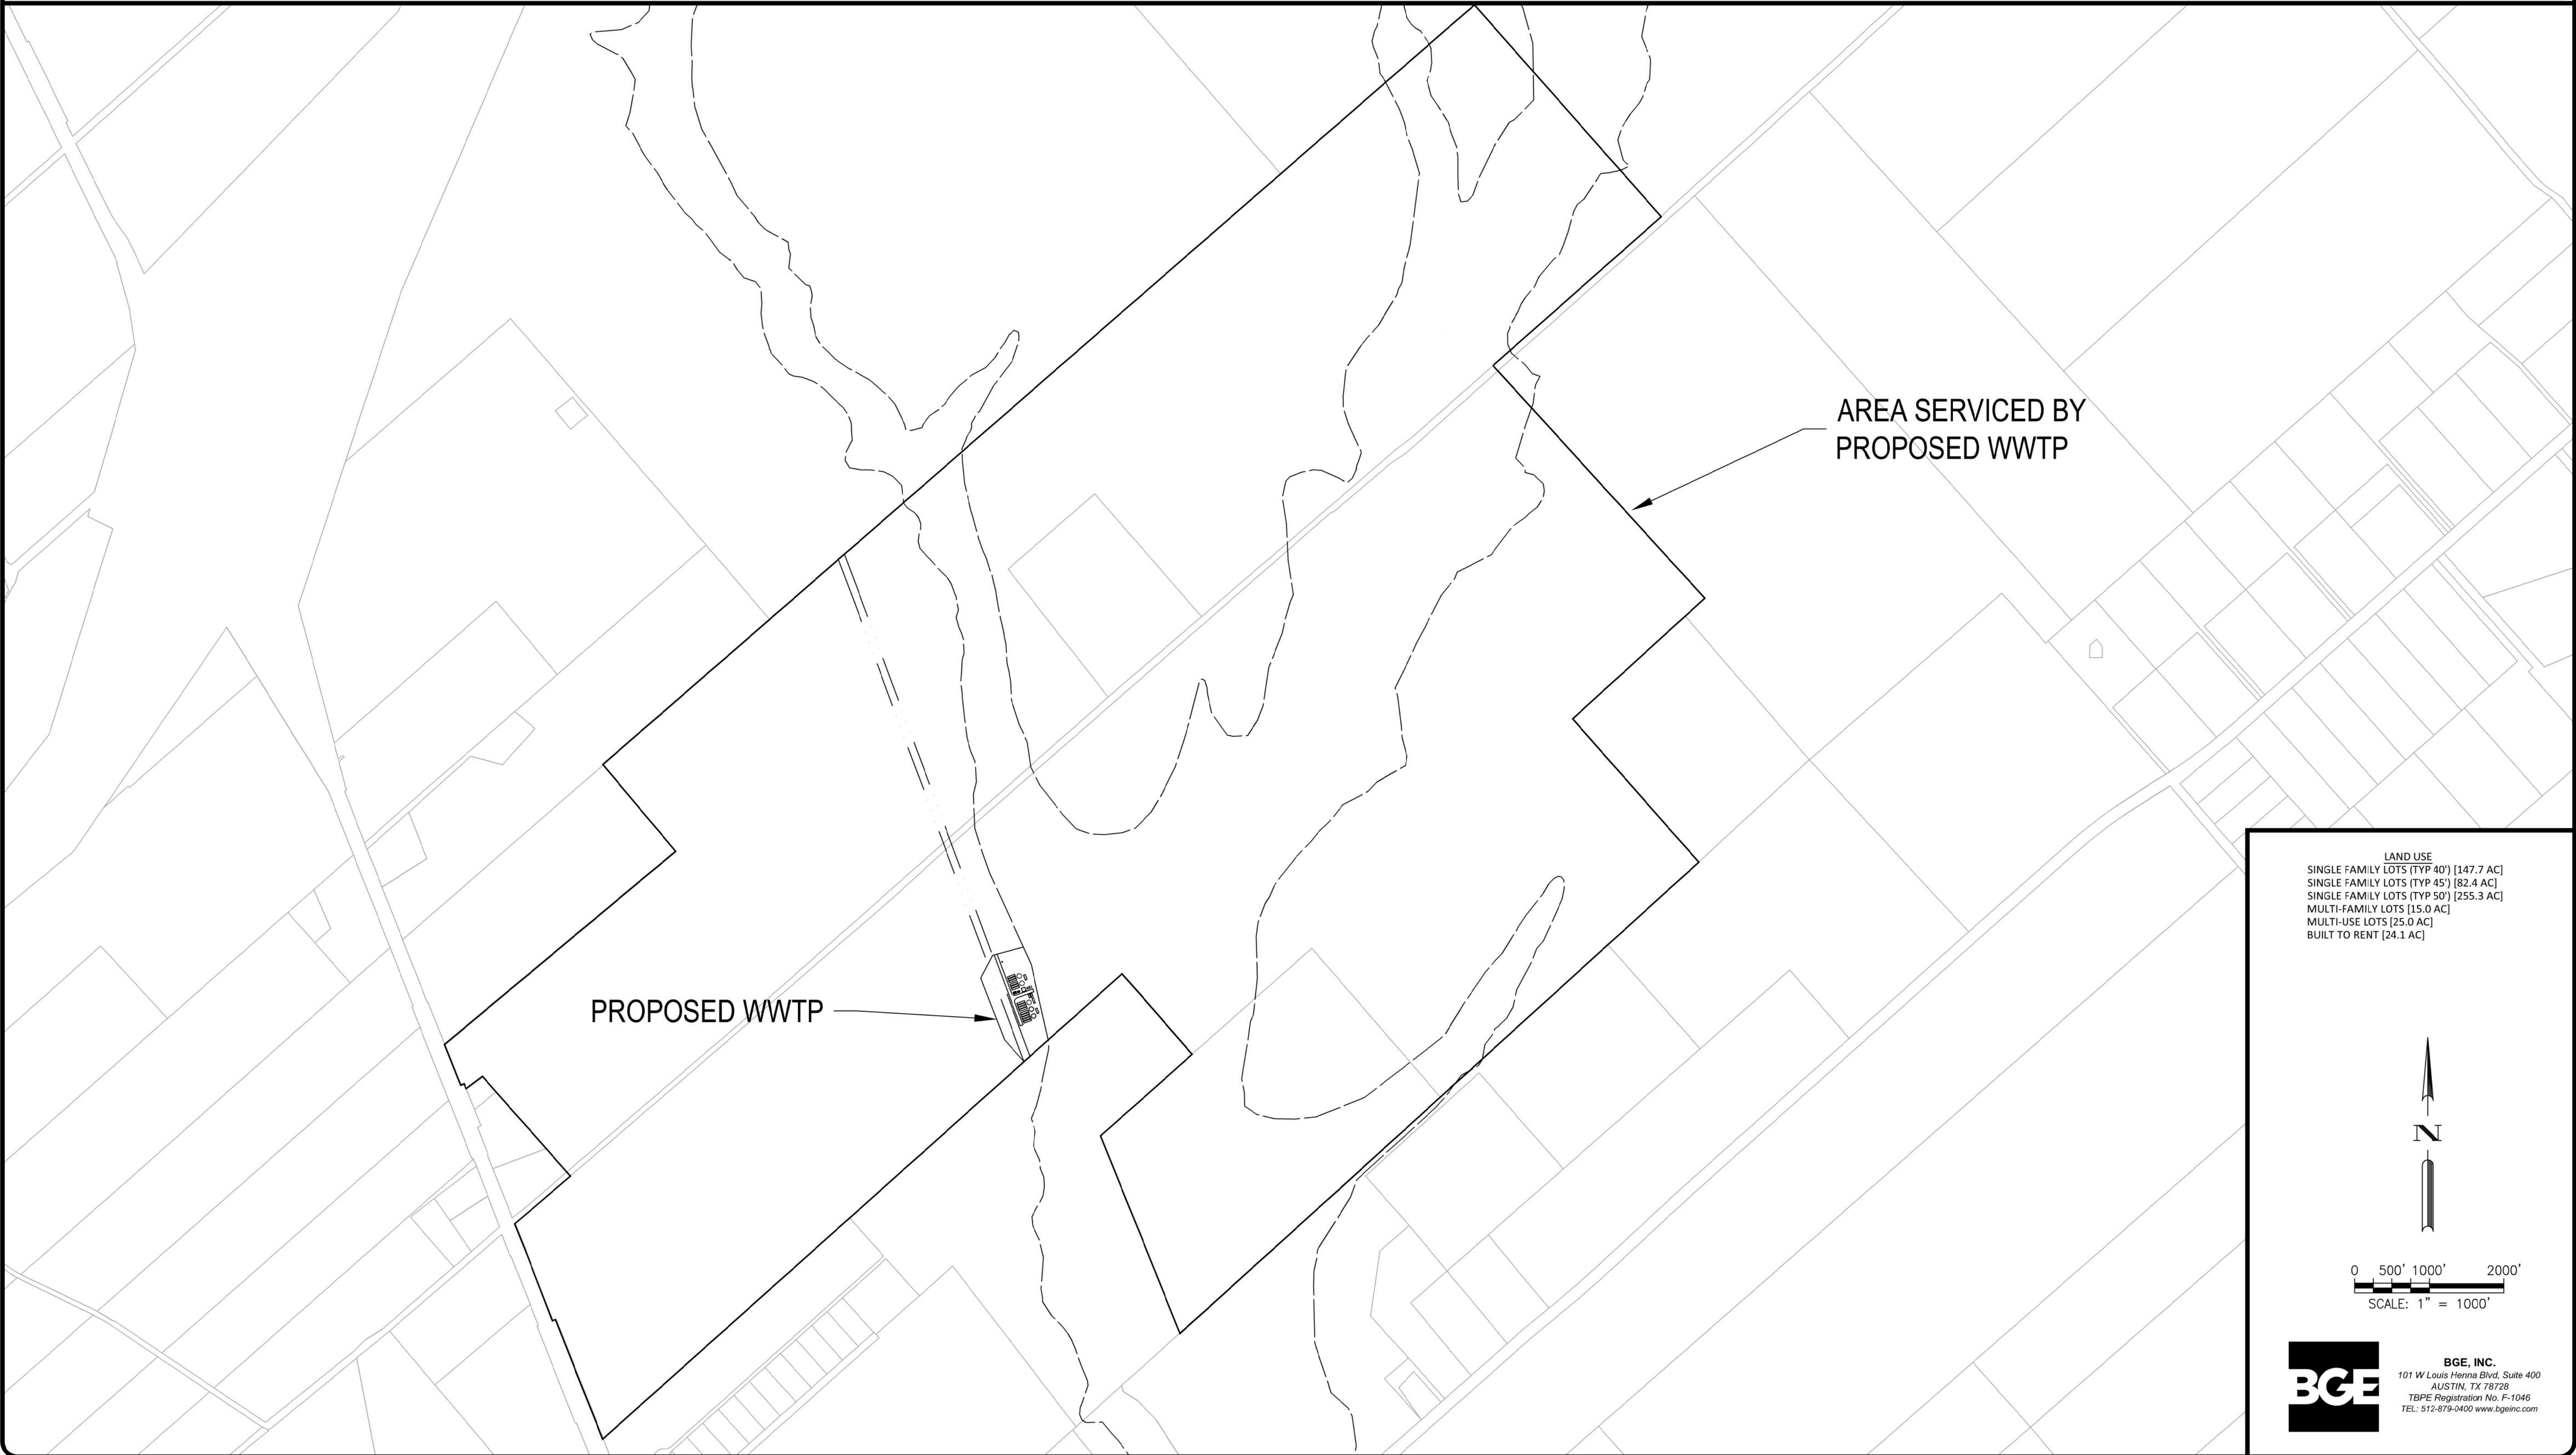 AREA SERVICED BY
PROPOSED WWTP
PROPOSED WWTP
LAND USE
SINGLE FAMILY LOTS (TYP 40') [147.7 AC]
SINGLE FAMILY LOTS (TYP 45') [82.4 AC]
SINGLE FAMILY LOTS (TYP 50') [255.3 AC]
MULTI-FAMILY LOTS [15.0 AC]
MULTI-USE LOTS [25.0 AC]
BUILT TO RENT [24.1 AC]
N
0 500' 1000' 2000'
SCALE: 1" = 1000'
BGE
BGE, INC.
101 W Louis Henna Blvd, Suite 400
AUSTIN, TX 78728
TBPE Registration No. F-1046
TEL: 512-879-0400 www.bgeinc.com